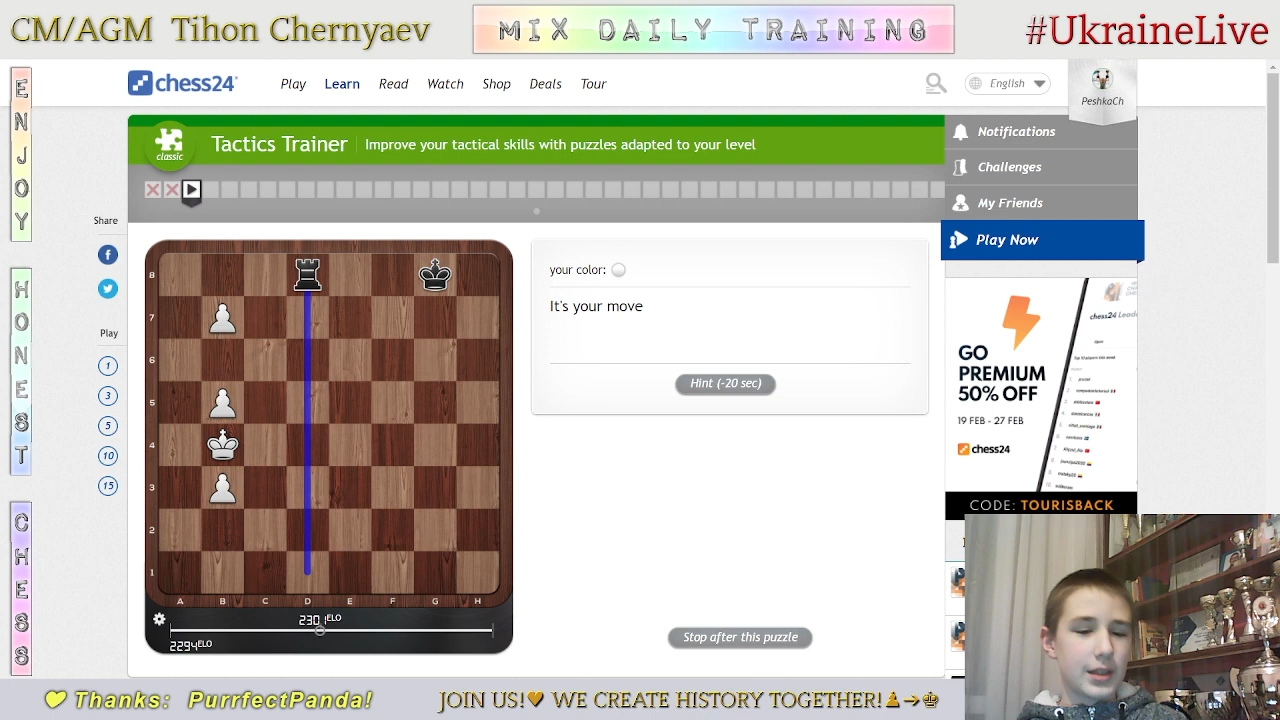 CM/AGM Tihon Chernyaev
MIX DAILY TRAINING
#UkraineLive
ENJOY
HONEST
CHESS
chess24
Play Learn Read Watch Shop Deals Tour
English
PeshkaCh
classic
Tactics Trainer
Improve your tactical skills with puzzles adapted to your level
Notifications
Challenges
My Friends
Play Now
Share
Play
1
3
5
10
15
8
7
6
5
4
3
2
1
A B C D E F G H
2301ELO
2294ELO
your color:
It's your move
Hint (-20 sec)
Stop after this puzzle
GO
PREMIUM
50% OFF
19 FEB - 27 FEB
chess24
CODE: TOURISBACK
Thanks: PurrfectPanda!
JOIN US! WE CREATE HISTORY TOGETHER!